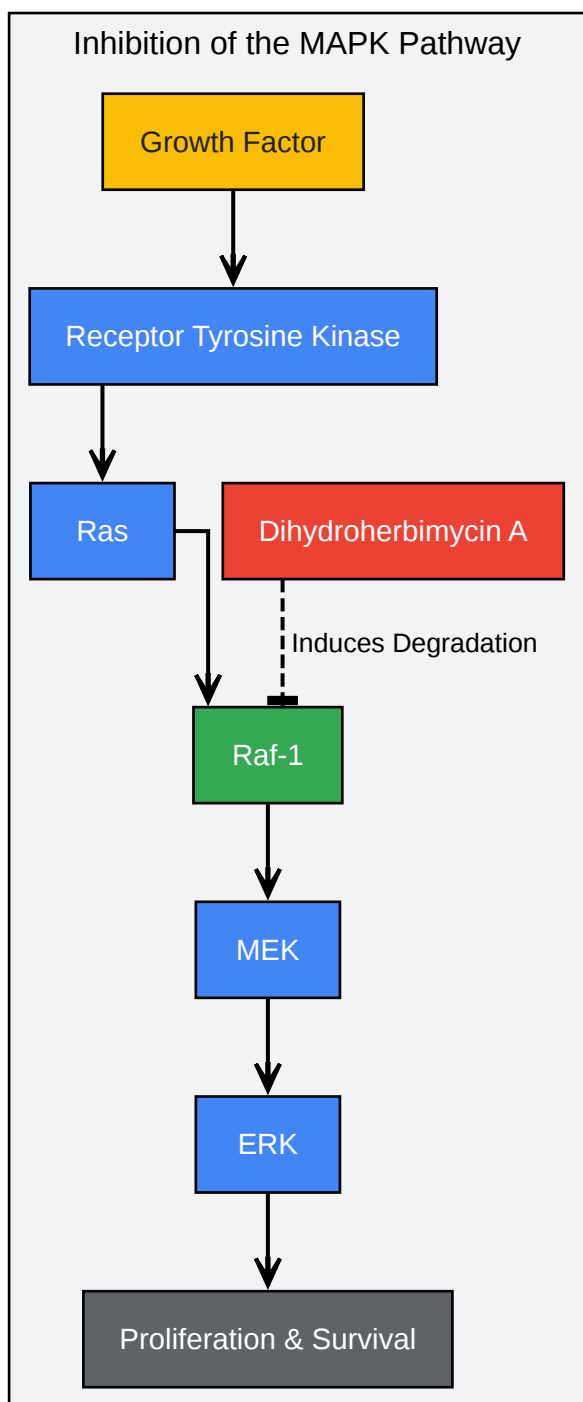 Inhibition of the MAPK Pathway
Growth Factor
Receptor Tyrosine Kinase
Ras
Dihydroherbimycin A
Induces Degradation
Raf-1
MEK
ERK
Proliferation & Survival